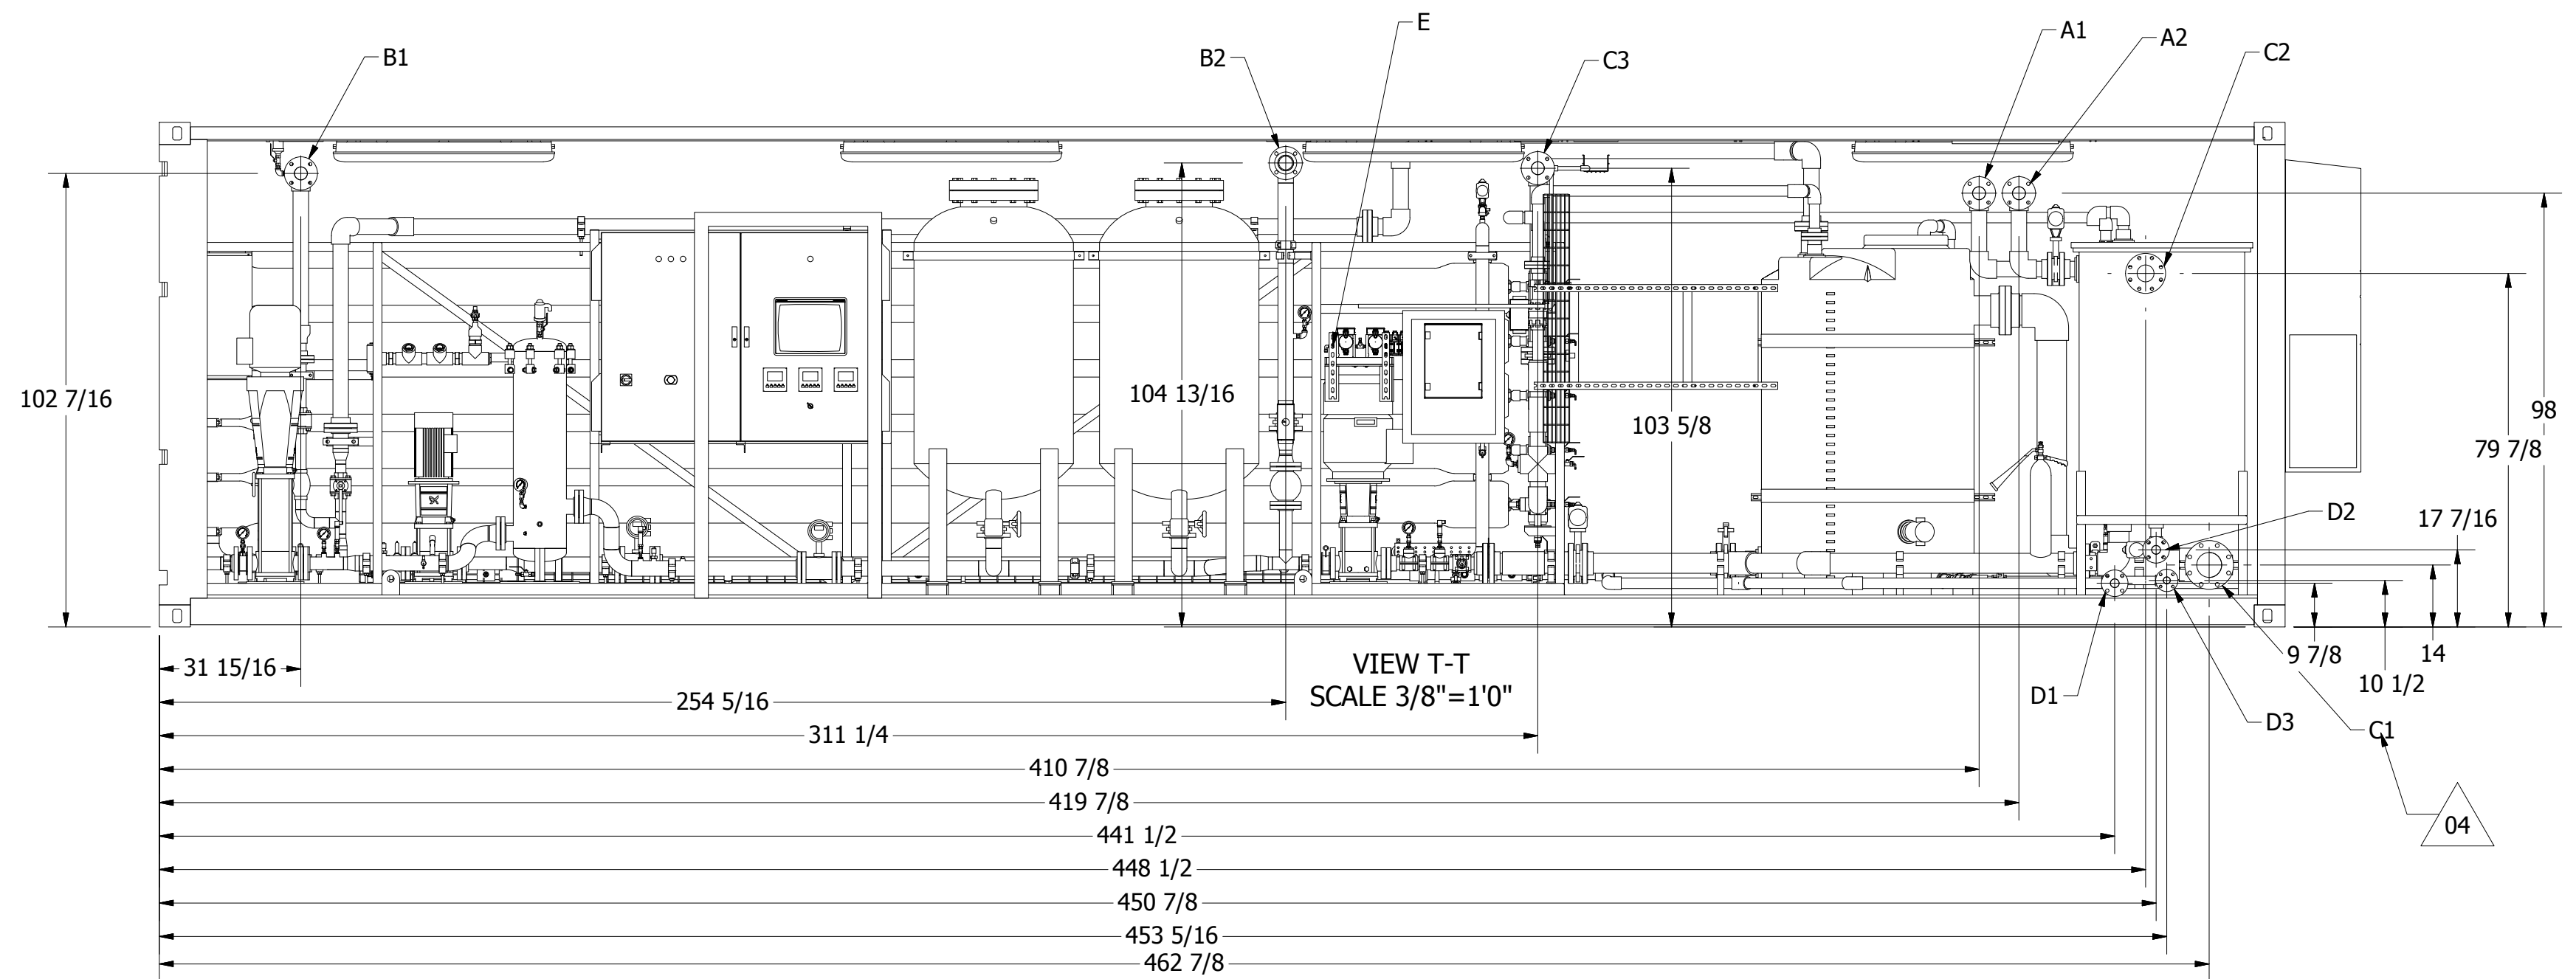 E
B1
B2
C3
A1
A2
C2
102 7/16
104 13/16
103 5/8
98
79 7/8
17 7/16
D2
31 15/16
VIEW T-T
SCALE 3/8"=1'0"
9 7/8
14
10 1/2
D1
D3
C1
254 5/16
311 1/4
410 7/8
419 7/8
04
441 1/2
448 1/2
450 7/8
453 5/16
462 7/8